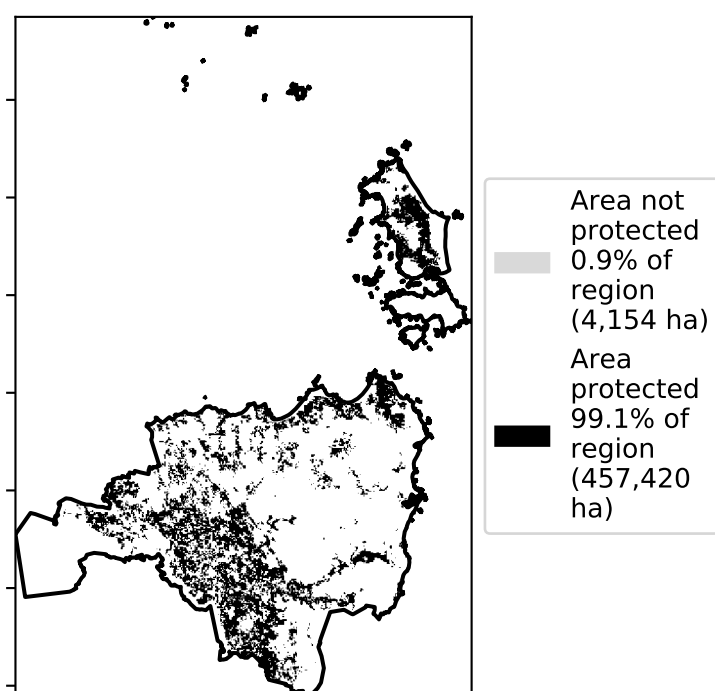 Area not
protected
0.9% of
region
(4,154 ha)
Area
protected
99.1% of
region
(457,420
ha)